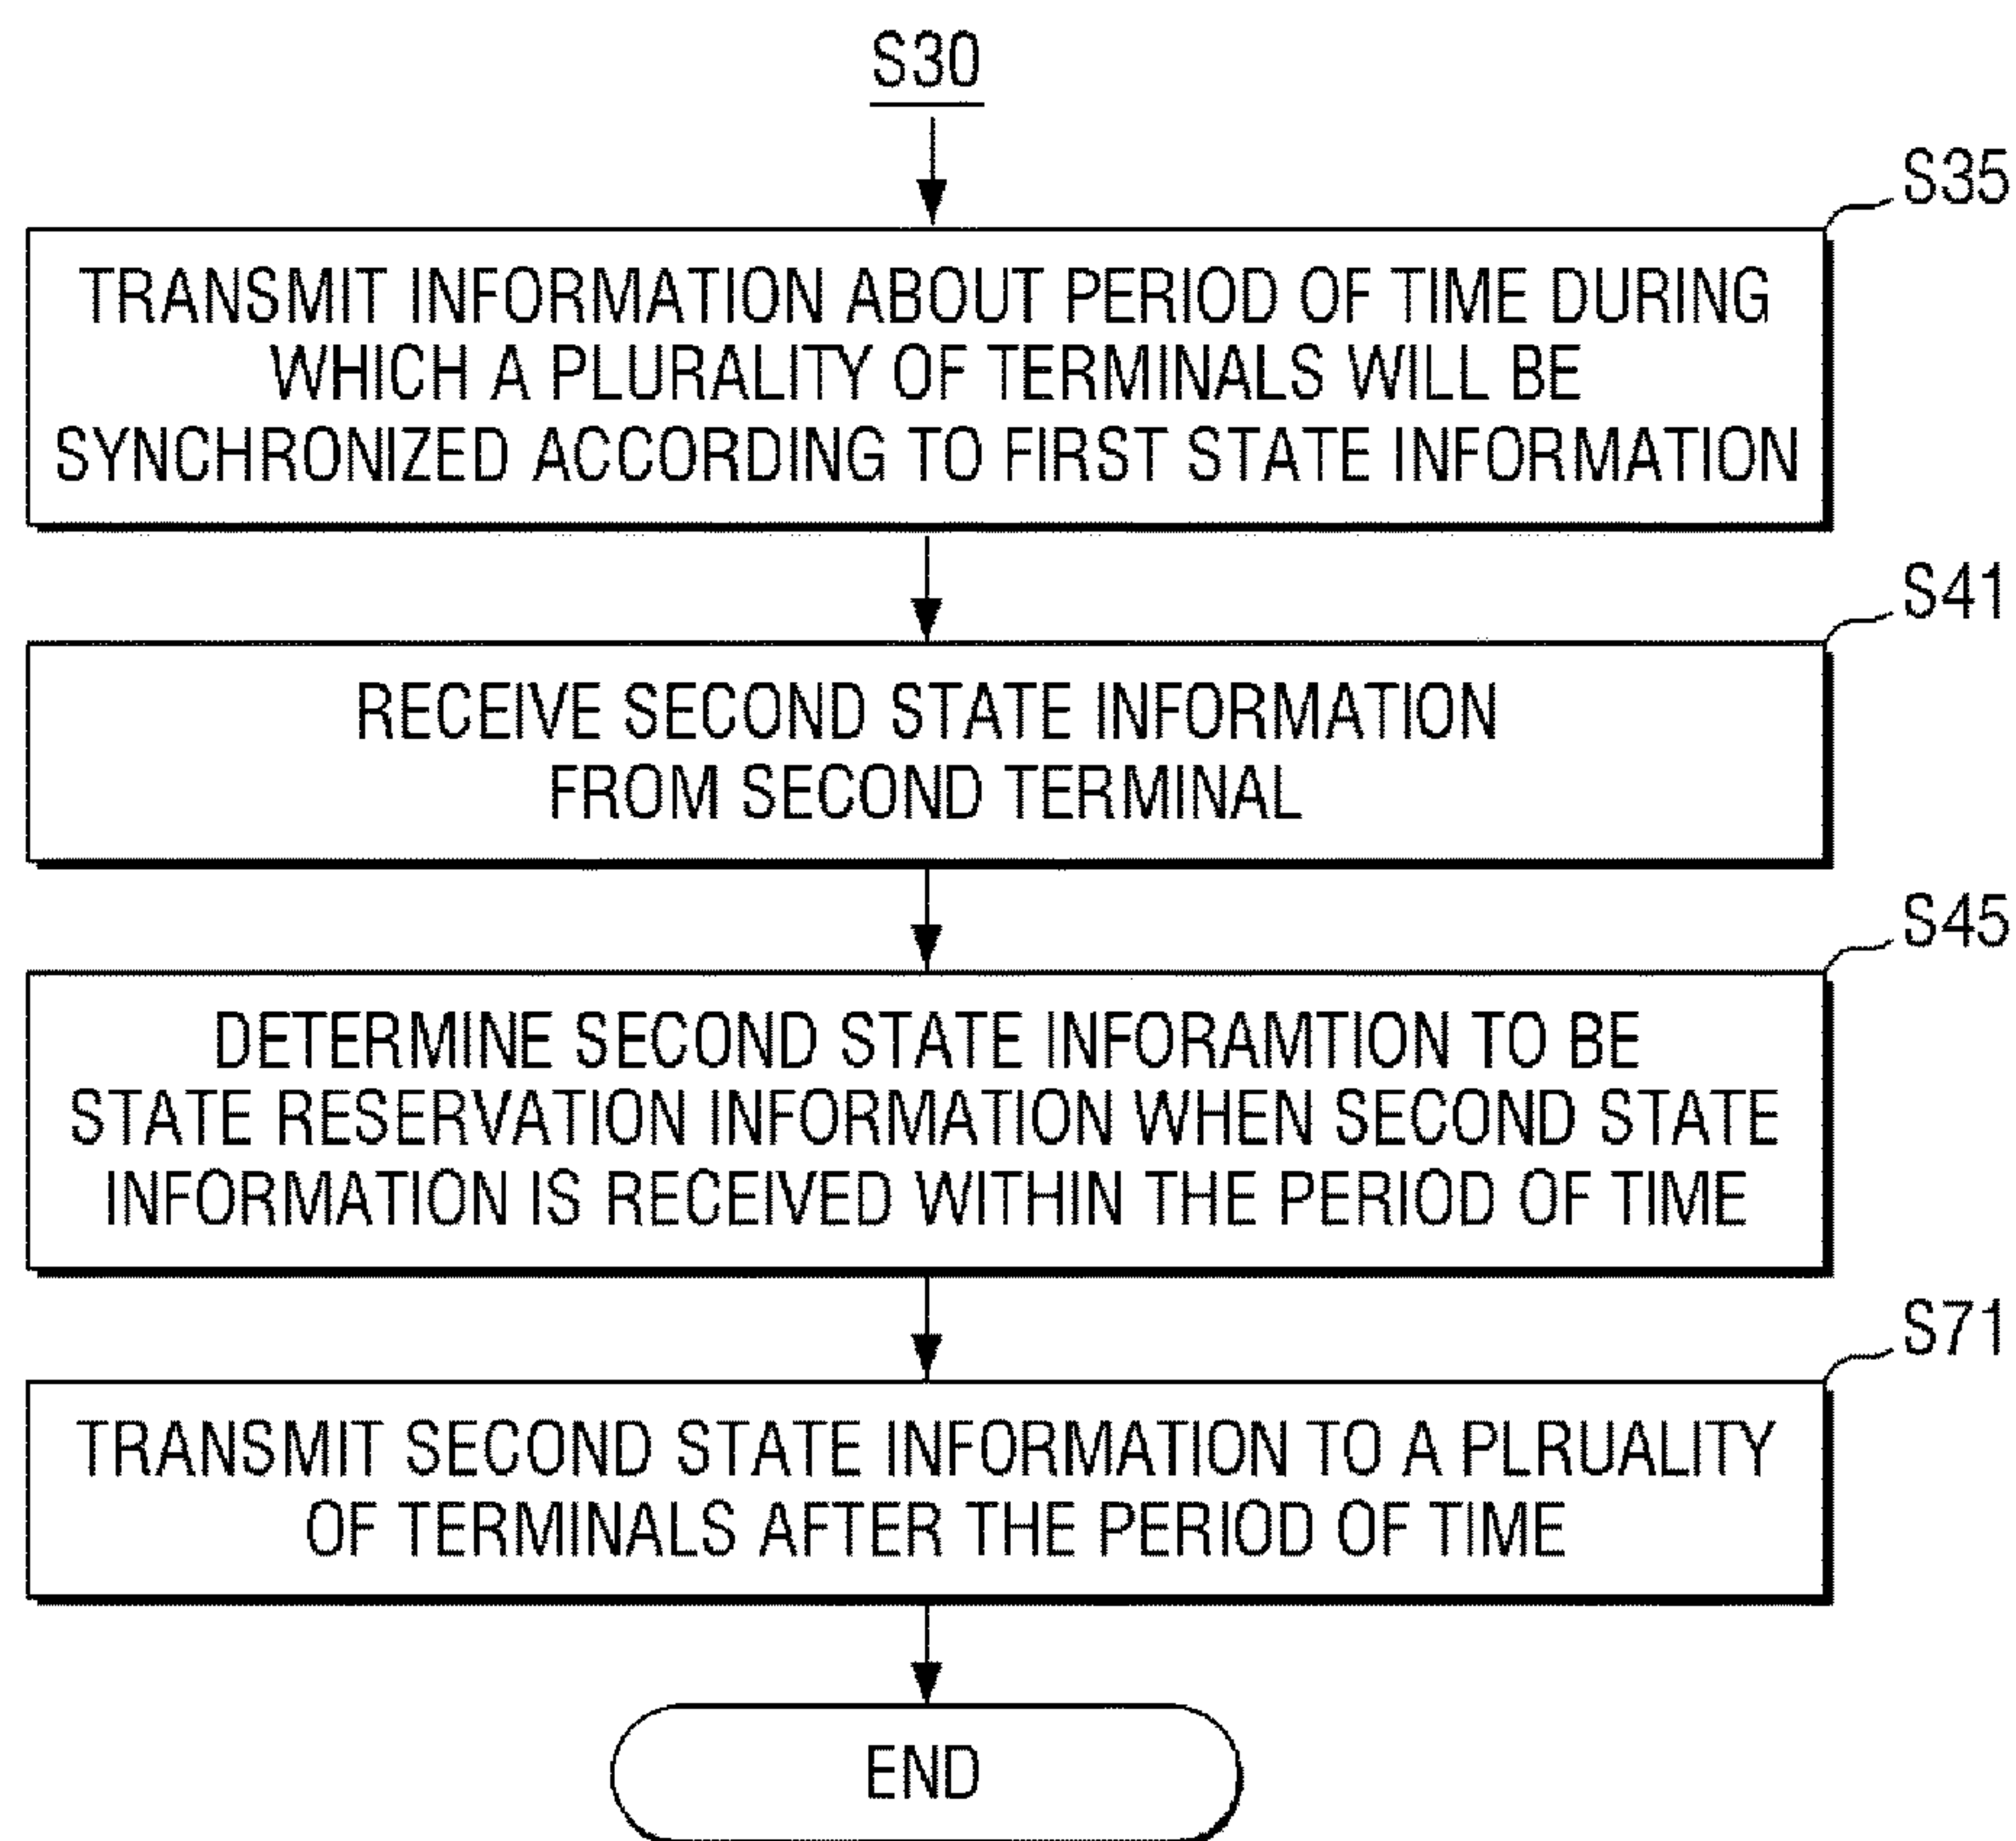 S30
S35
TRANSMIT INFORMATION ABOUT PERIOD OF TIME DURING
WHICH A PLURALITY OF TERMINALS WILL BE
SYNCHRONIZED ACCORDING TO FIRST STATE INFORMATION
S41
RECEIVE SECOND STATE INFORMATION
FROM SECOND TERMINAL
S45
DETERMINE SECOND STATE INFORAMTION TO BE
STATE RESERVATION INFORMATION WHEN SECOND STATE
INFORMATION IS RECEIVED WITHIN THE PERIOD OF TIME
S71
TRANSMIT SECOND STATE INFORMATION TO A PLRUALITY
OF TERMINALS AFTER THE PERIOD OF TIME
END